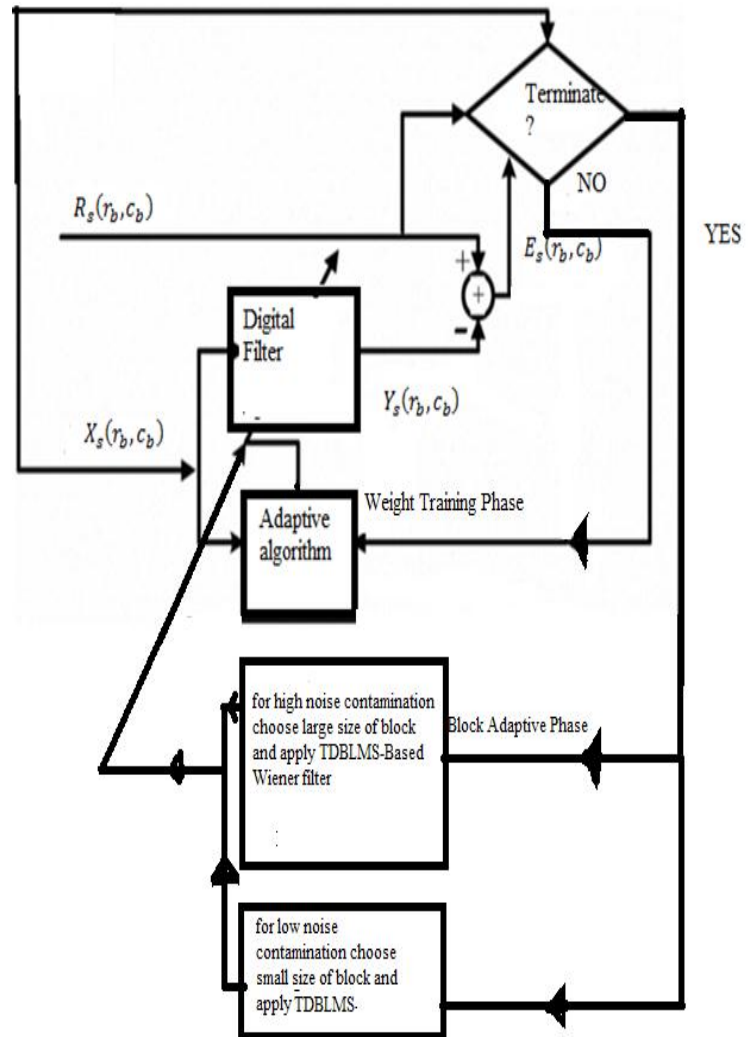 Terminate
?
NO
R_s(r_b,c_b)
YES
E_s(r_b,c_b)
+
+
-
Digital
Filter
Y_s(r_b,c_b)
X_s(r_b,c_b)
Weight Training Phase
Adaptive
algorithm
for high noise contamination
choose large size of block
and apply TDBLMS-Based
Wiener filter
Block Adaptive Phase
for low noise
contamination choose
small size of block and
apply TDBLMS-